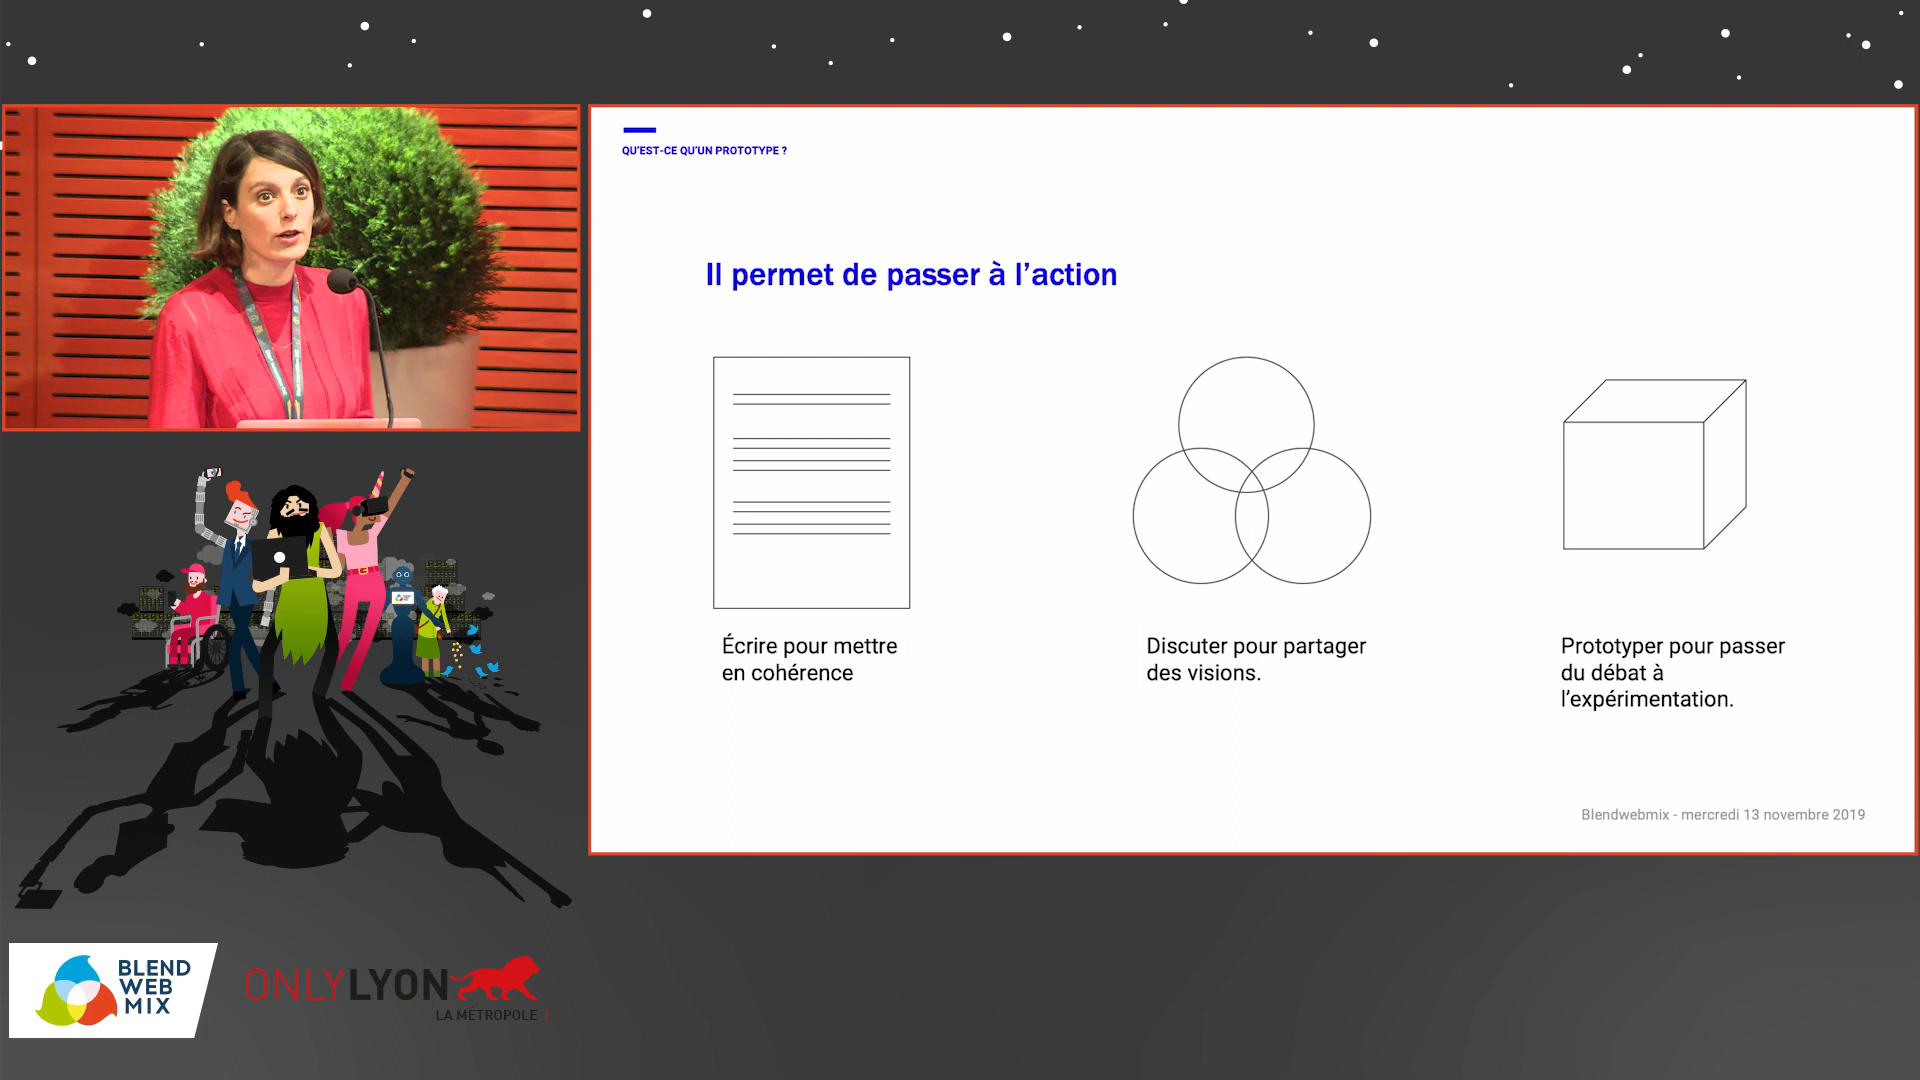 QU'EST-CE QU'UN PROTOTYPE ?
Il permet de passer à l'action
Écrire pour mettre
en cohérence
Discuter pour partager
des visions.
Prototyper pour passer
du débat à
l'expérimentation.
Blendwebmix - mercredi 13 novembre 2019
BLEND
WEB
MIX
ONLYLYON
LA MÉTROPOLE